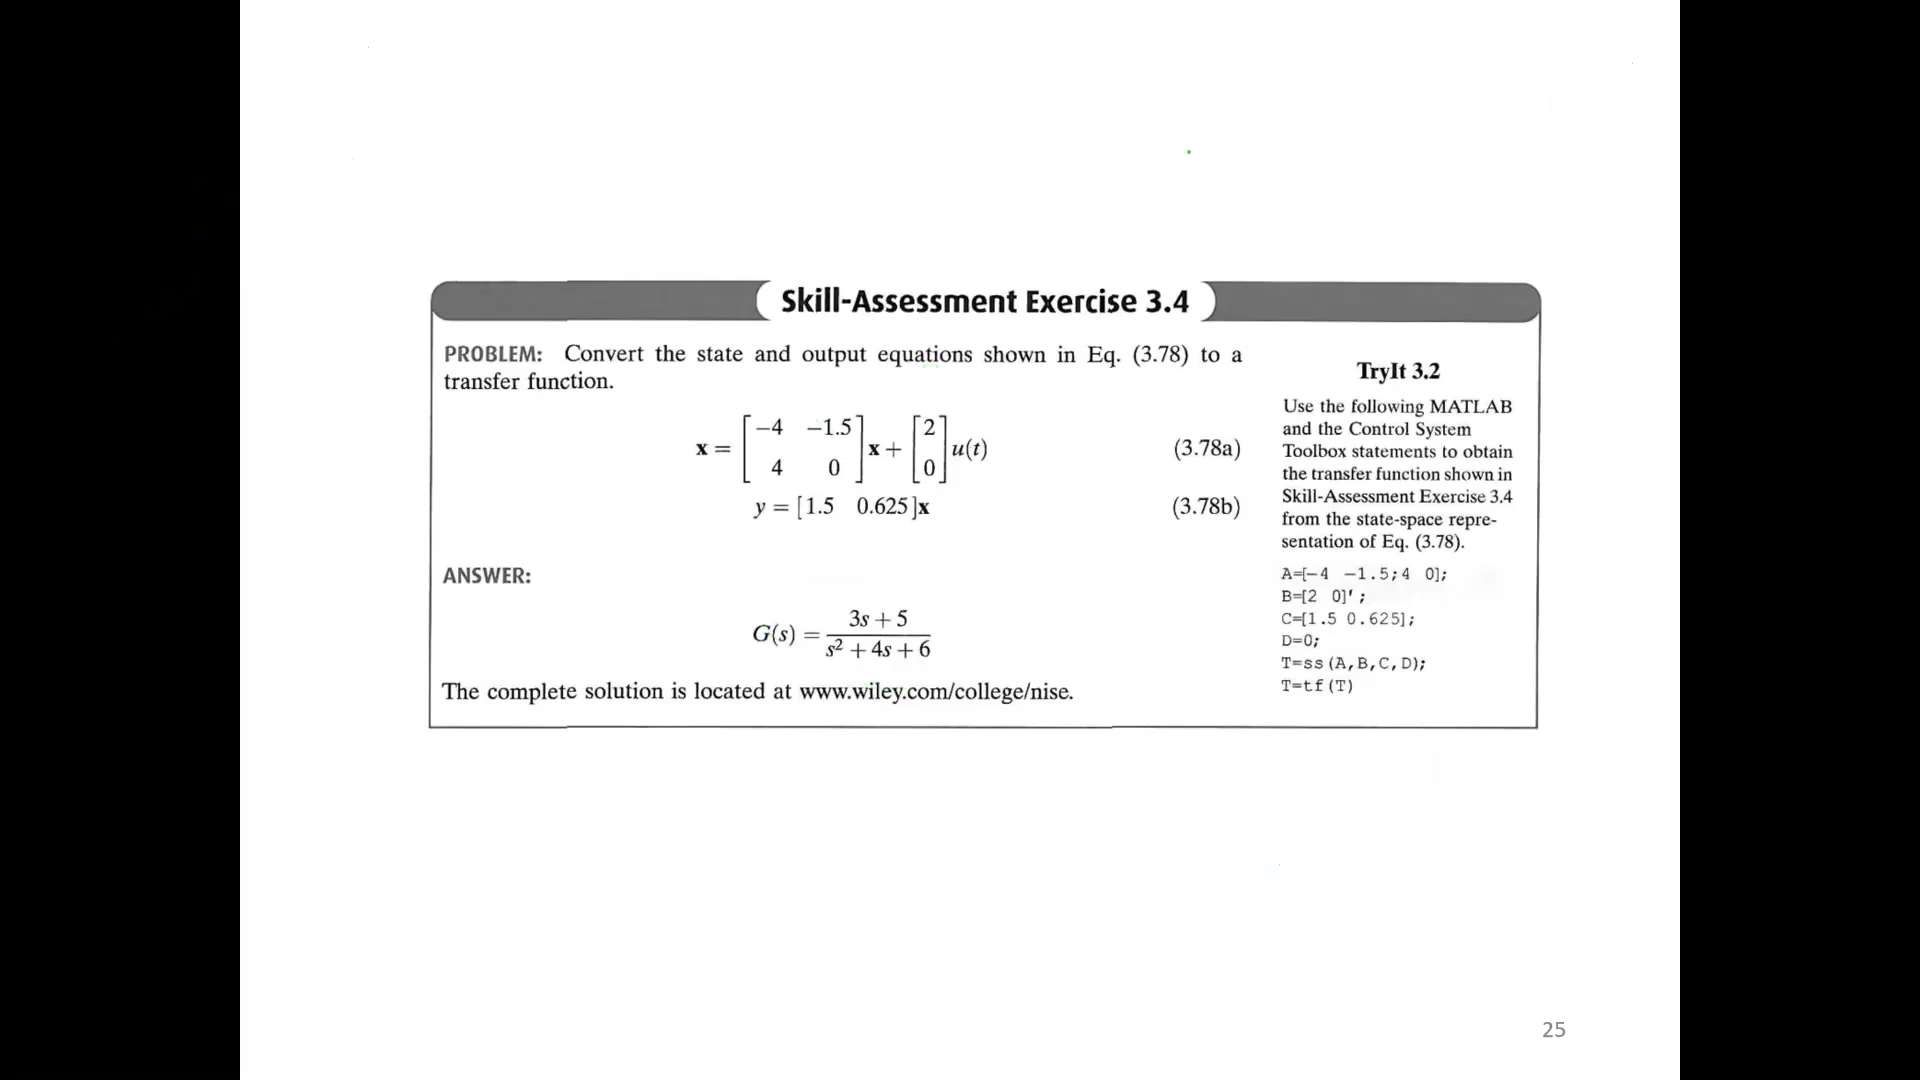 Skill-Assessment Exercise 3.4
PROBLEM: Convert the state and output equations shown in Eq. (3.78) to a
transfer function.
x = [−4 −1.5; 4 0] x + [2; 0] u(t) (3.78a)
y = [1.5 0.625]x (3.78b)
ANSWER:
G(s) = (3s + 5)/(s² + 4s + 6)
The complete solution is located at www.wiley.com/college/nise.
TryIt 3.2
Use the following MATLAB
and the Control System
Toolbox statements to obtain
the transfer function shown in
Skill-Assessment Exercise 3.4
from the state-space repre-
sentation of Eq. (3.78).
A=[−4 −1.5;4 0];
B=[2 0]';
C=[1.5 0.625];
D=0;
T=ss(A,B,C,D);
T=tf(T)
25